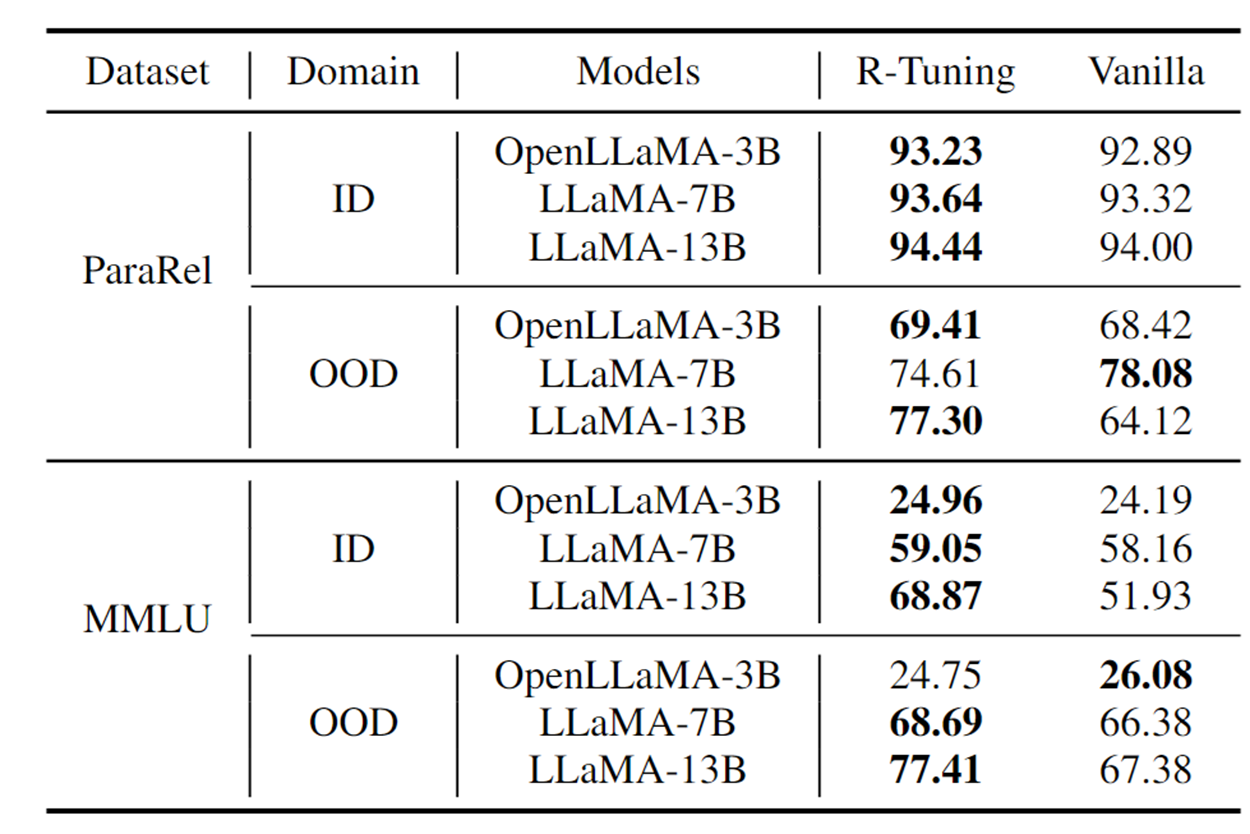 Dataset Domain Models R-Tuning Vanilla
OpenLLaMA-3B 93.23 92.89
ID LLaMA-7B 93.64 93.32
LLaMA-13B 94.44 94.00
ParaRel
OpenLLaMA-3B 69.41 68.42
OOD LLaMA-7B 74.61 78.08
LLaMA-13B 77.30 64.12
OpenLLaMA-3B 24.96 24.19
ID LLaMA-7B 59.05 58.16
LLaMA-13B 68.87 51.93
MMLU
OpenLLaMA-3B 24.75 26.08
OOD LLaMA-7B 68.69 66.38
LLaMA-13B 77.41 67.38